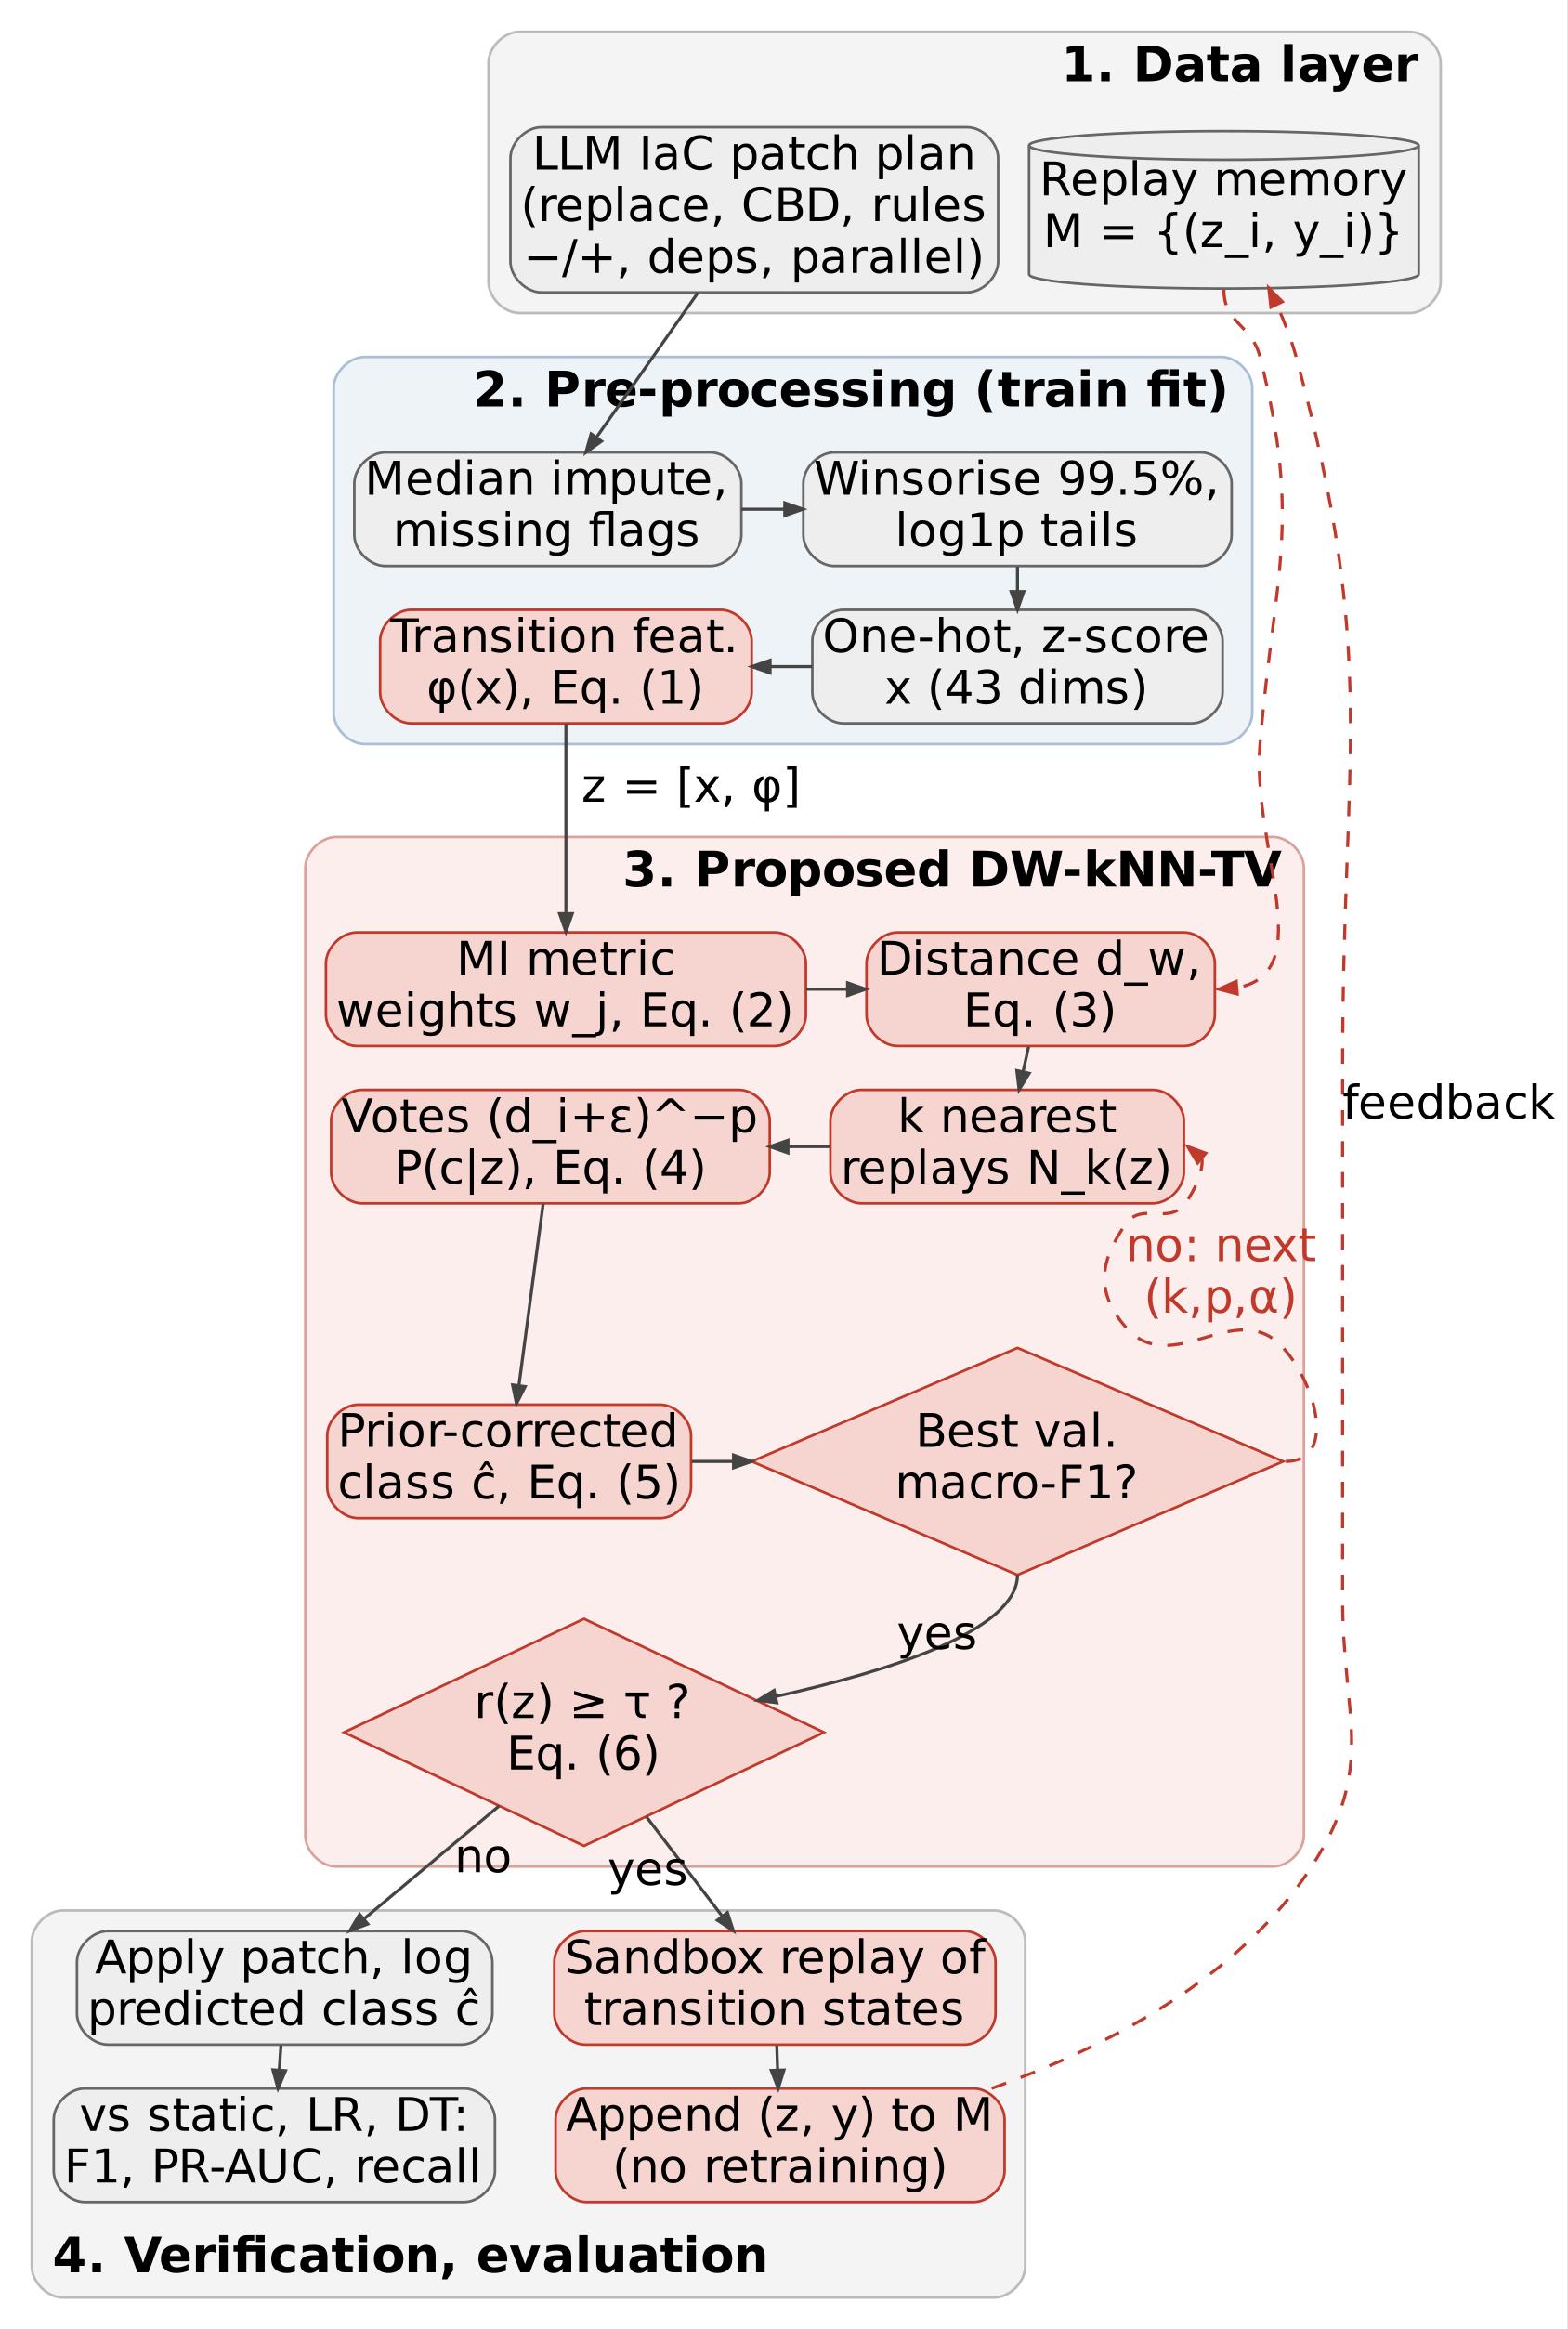 1. Data layer
LLM IaC patch plan
(replace, CBD, rules
−/+, deps, parallel)
Replay memory
M = {(z_i, y_i)}
2. Pre-processing (train fit)
Median impute,
missing flags
Winsorise 99.5%,
log1p tails
Transition feat.
φ(x), Eq. (1)
One-hot, z-score
x (43 dims)
z = [x, φ]
3. Proposed DW-kNN-TV
MI metric
weights w_j, Eq. (2)
Distance d_w,
Eq. (3)
Votes (d_i+ε)^−p
P(c|z), Eq. (4)
k nearest
replays N_k(z)
feedback
no: next
(k,p,α)
Prior-corrected
class ĉ, Eq. (5)
Best val.
macro-F1?
yes
r(z) ≥ τ ?
Eq. (6)
no
yes
Apply patch, log
predicted class ĉ
Sandbox replay of
transition states
vs static, LR, DT:
F1, PR-AUC, recall
Append (z, y) to M
(no retraining)
4. Verification, evaluation